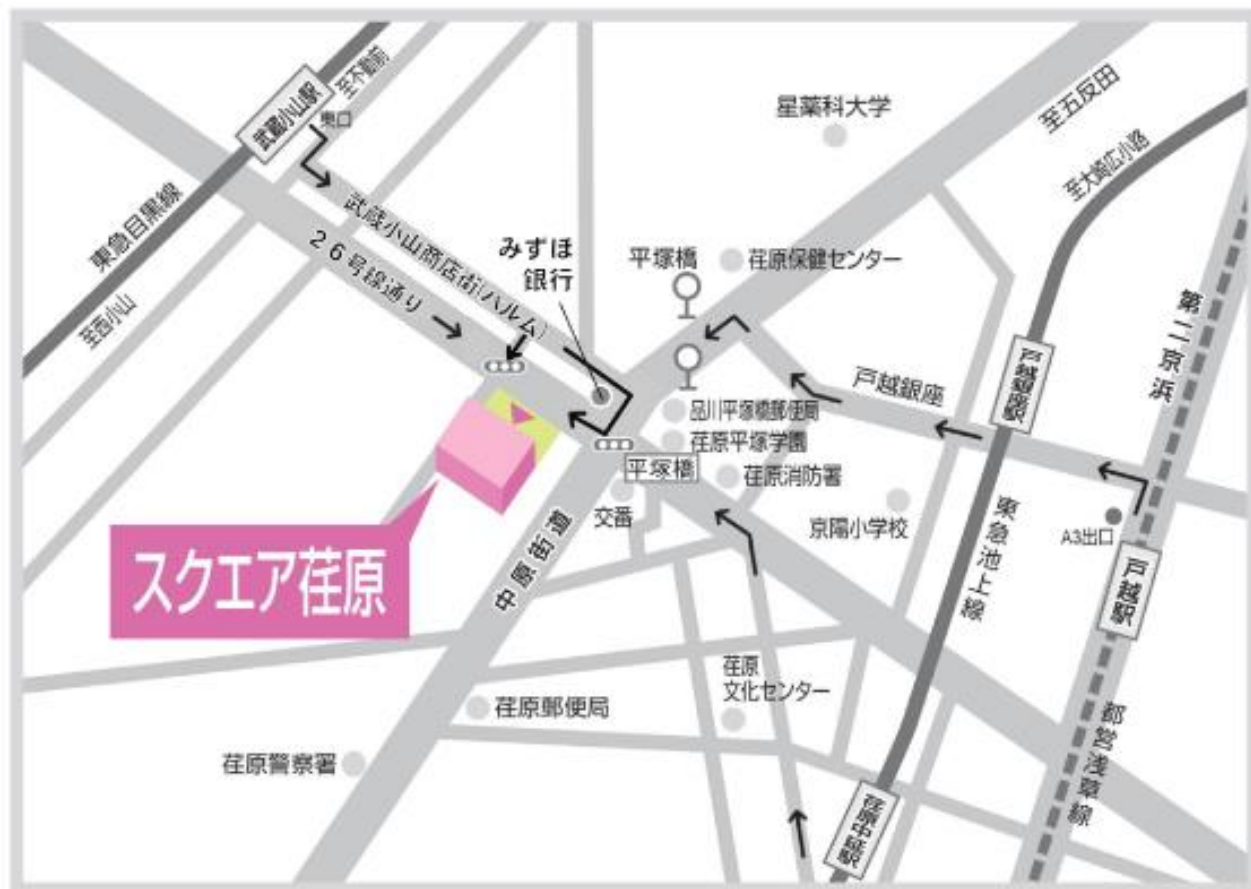 武蔵小山駅
至不動前
東口
東急目黒線
至西小山
武蔵小山商店街(パルム)
26号線通り
みずほ
銀行
星薬科大学
至五反田
至大崎広小路
平塚橋
荏原保健センター
戸越銀座
戸越銀座駅
第二京浜
品川平塚橋郵便局
荏原平塚学園
平塚橋
荏原消防署
交番
京陽小学校
A3出口
戸越駅
東急池上線
スクエア荏原
中原街道
荏原
文化センター
荏原郵便局
荏原警察署
荏原中延駅
都営浅草線